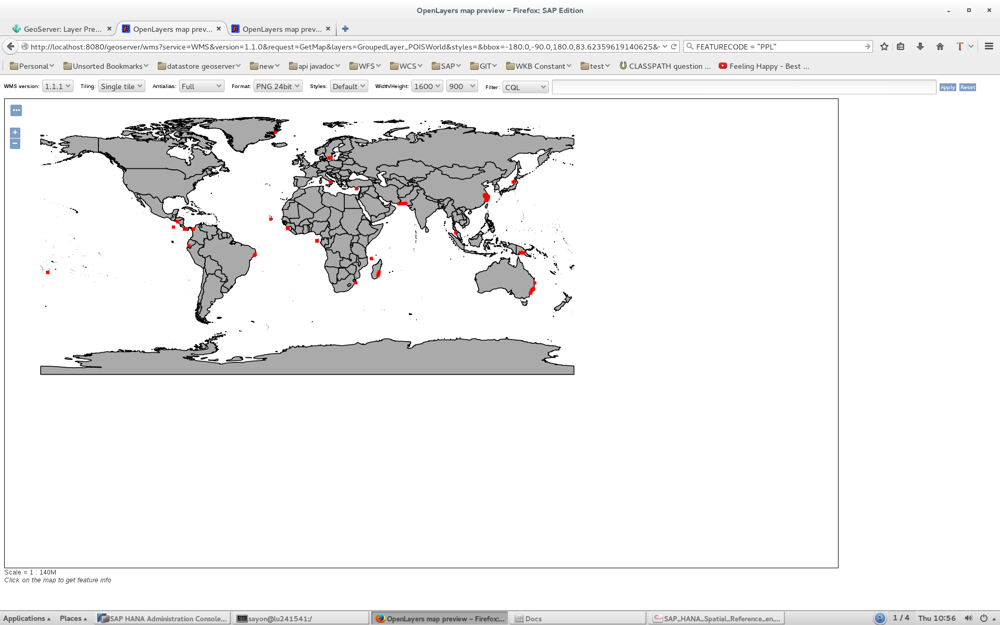 OpenLayers map preview – Firefox: SAP Edition
GeoServer: Layer Pre... OpenLayers map prev... OpenLayers map prev...
http://localhost:8080/geoserver/wms?service=WMS&version=1.1.0&request=GetMap&layers=GroupedLayer_POISWorld&styles=&bbox=-180.0,-90.0,180.0,83.62359619140625& FEATURECODE = "PPL" T
Personal Unsorted Bookmarks datastore geoserver new api javadoc WFS WCS SAP GIT WKB Constant test CLASSPATH question ... Feeling Happy - Best ...
WMS version: 1.1.1 Tiling: Single tile Antialias: Full Format: PNG 24bit Styles: Default Width/Height: 1600 900 Filter: CQL Apply Reset
...
+
−
Scale = 1 : 140M
Click on the map to get feature info
Applications Places SAP HANA Administration Console... sayon@lu241541:/ OpenLayers map preview – Firefox:... Docs SAP_HANA_Spatial_Reference_en.... 1 1 / 4 Thu 10:56